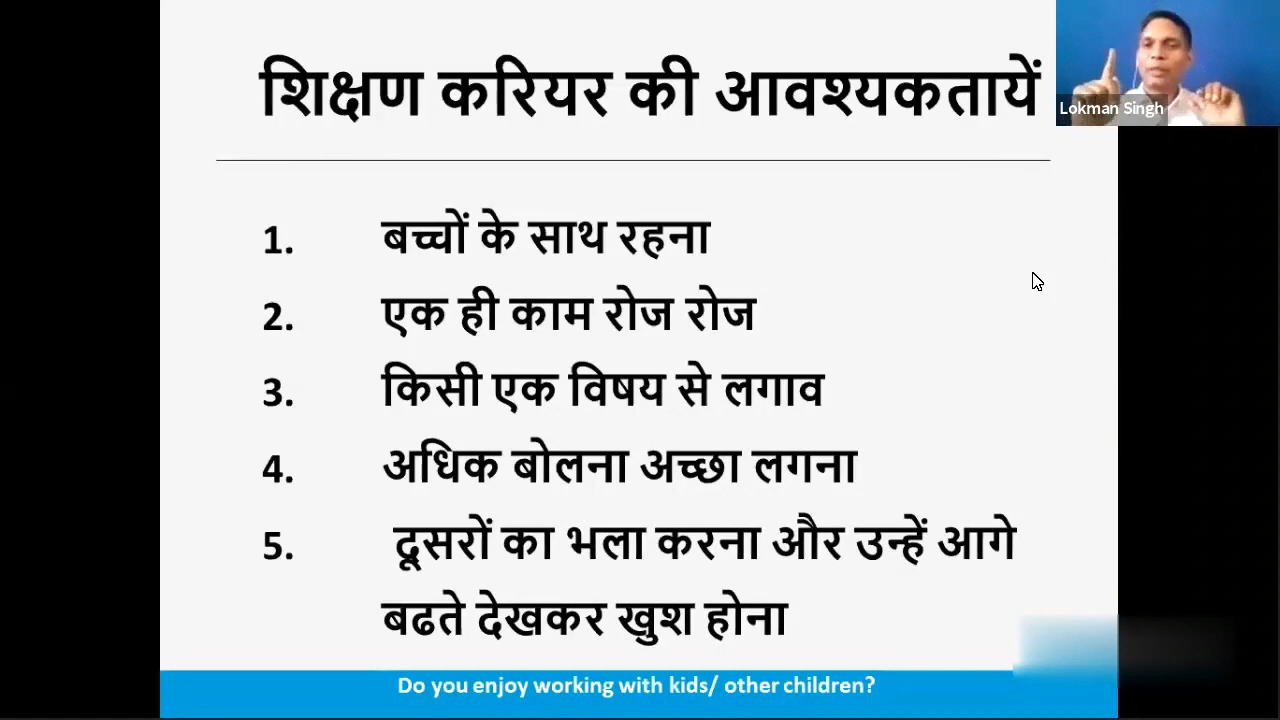 शिक्षण करियर की आवश्यकतायें
Lokman Singh
1. बच्चों के साथ रहना
2. एक ही काम रोज रोज
3. किसी एक विषय से लगाव
4. अधिक बोलना अच्छा लगना
5. दूसरों का भला करना और उन्हें आगे
बढते देखकर खुश होना
Do you enjoy working with kids/ other children?